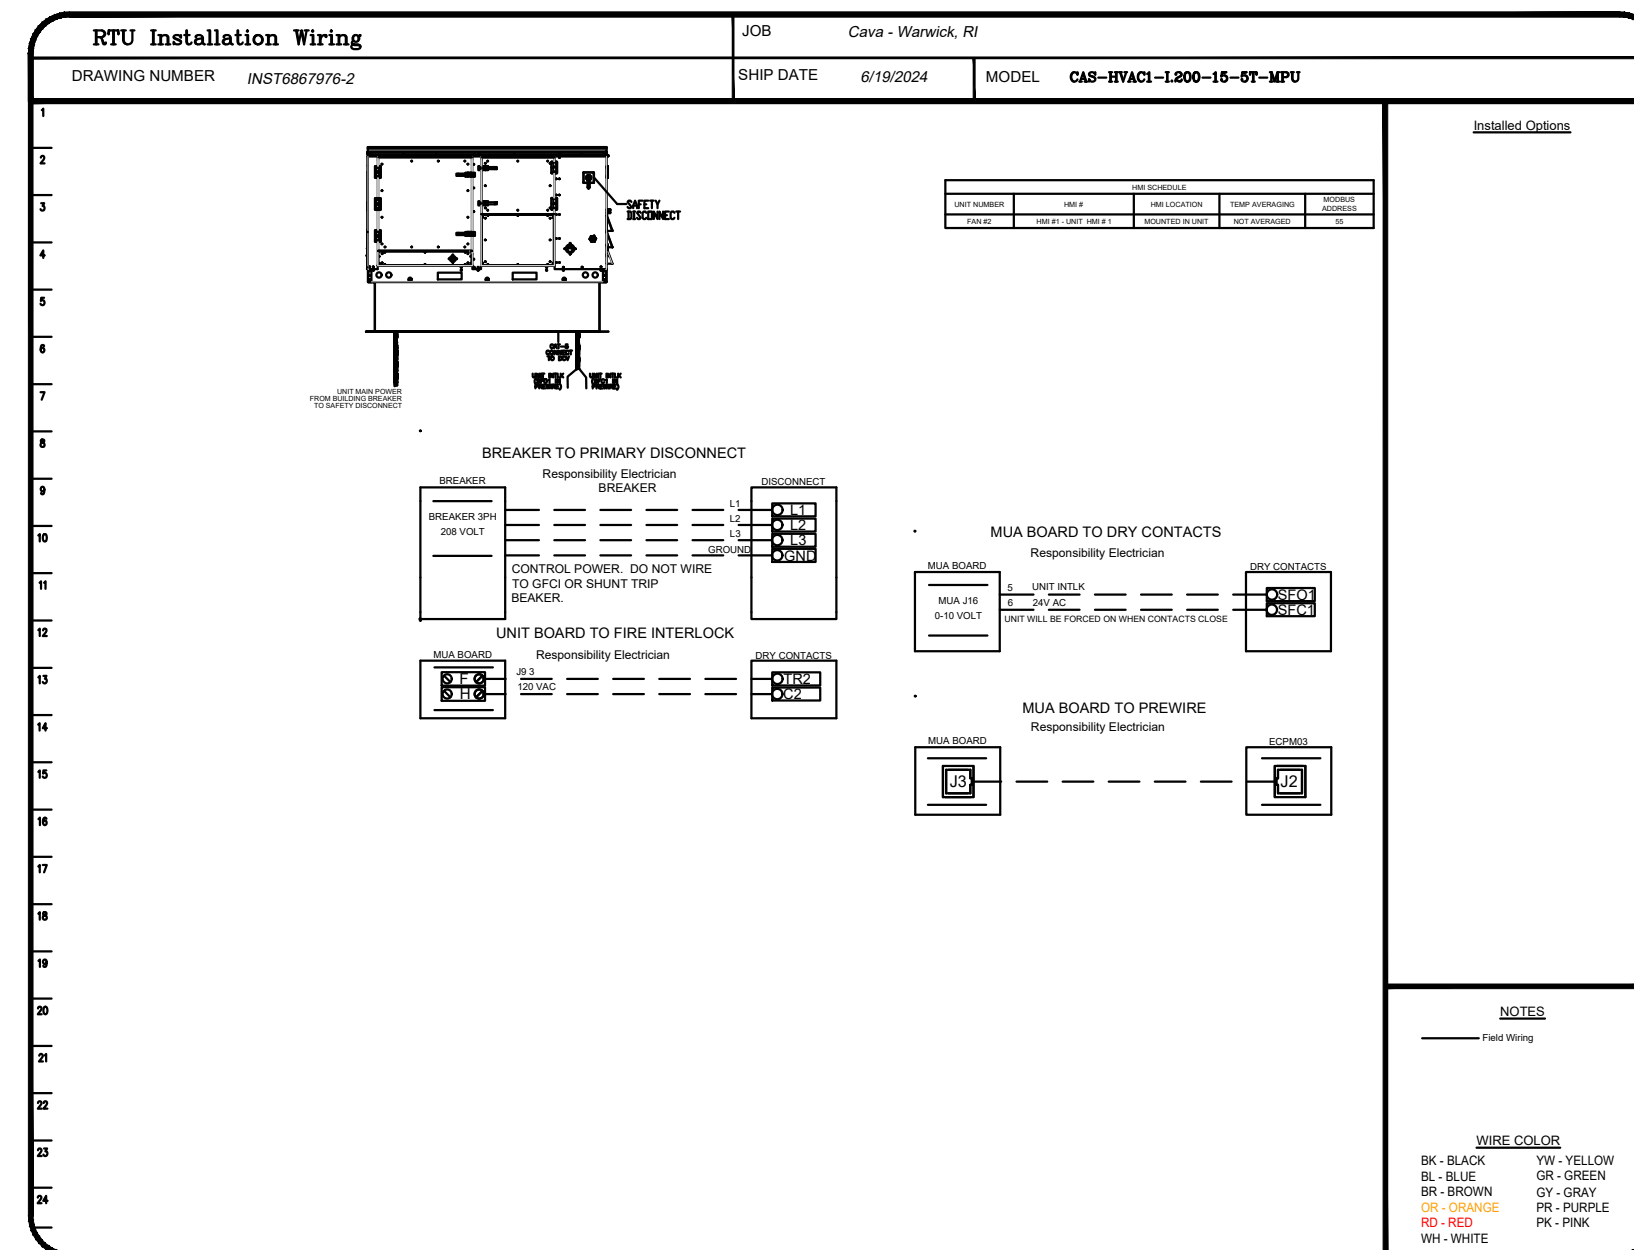 RTU Installation Wiring
JOB Cava - Warwick, RI
DRAWING NUMBER INST6867976-2
SHIP DATE 6/19/2024
MODEL CAS-HVAC1-I.200-15-5T-MPU
1
2
3
4
5
6
7
8
9
10
11
12
13
14
15
16
17
18
19
20
21
22
23
24
SAFETY
DISCONNECT
CAT-5
CONNECT
TO DCV
UNIT INTLK
UNIT INTLK
UNIT MAIN POWER
FROM BUILDING BREAKER
TO SAFETY DISCONNECT
HMI SCHEDULE
UNIT NUMBER HMI # HMI LOCATION TEMP AVERAGING MODBUS ADDRESS
FAN #2 HMI #1 - UNIT HMI # 1 MOUNTED IN UNIT NOT AVERAGED 55
BREAKER TO PRIMARY DISCONNECT
Responsibility Electrician
BREAKER
BREAKER
DISCONNECT
BREAKER 3PH
208 VOLT
L1 L1
L2 L2
L3 L3
GROUND GND
CONTROL POWER. DO NOT WIRE
TO GFCI OR SHUNT TRIP
BEAKER.
UNIT BOARD TO FIRE INTERLOCK
Responsibility Electrician
MUA BOARD
DRY CONTACTS
F J9 3 TR2
H 120 VAC C2
MUA BOARD TO DRY CONTACTS
Responsibility Electrician
MUA BOARD
DRY CONTACTS
MUA J16
0-10 VOLT
5 UNIT INTLK SFO1
6 24V AC SFC1
UNIT WILL BE FORCED ON WHEN CONTACTS CLOSE
MUA BOARD TO PREWIRE
Responsibility Electrician
MUA BOARD
ECPM03
J3 J2
Installed Options
NOTES
Field Wiring
WIRE COLOR
BK - BLACK YW - YELLOW
BL - BLUE GR - GREEN
BR - BROWN GY - GRAY
OR - ORANGE PR - PURPLE
RD - RED PK - PINK
WH - WHITE